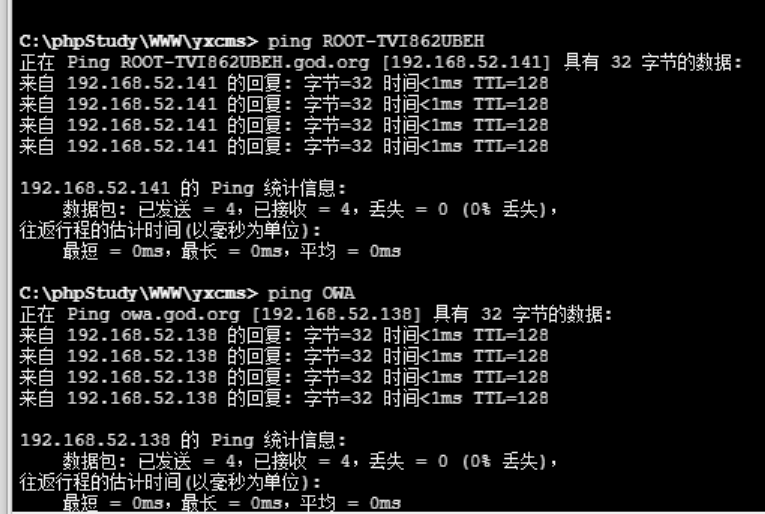 C:\phpStudy\WWW\yxcms> ping ROOT-TVI862UBEH
正在 Ping ROOT-TVI862UBEH.god.org [192.168.52.141] 具有 32 字节的数据:
来自 192.168.52.141 的回复: 字节=32 时间<1ms TTL=128
来自 192.168.52.141 的回复: 字节=32 时间<1ms TTL=128
来自 192.168.52.141 的回复: 字节=32 时间<1ms TTL=128
来自 192.168.52.141 的回复: 字节=32 时间<1ms TTL=128
192.168.52.141 的 Ping 统计信息:
数据包: 已发送 = 4，已接收 = 4，丢失 = 0 (0% 丢失)，
往返行程的估计时间(以毫秒为单位):
最短 = 0ms，最长 = 0ms，平均 = 0ms
C:\phpStudy\WWW\yxcms> ping OWA
正在 Ping owa.god.org [192.168.52.138] 具有 32 字节的数据:
来自 192.168.52.138 的回复: 字节=32 时间<1ms TTL=128
来自 192.168.52.138 的回复: 字节=32 时间<1ms TTL=128
来自 192.168.52.138 的回复: 字节=32 时间<1ms TTL=128
来自 192.168.52.138 的回复: 字节=32 时间<1ms TTL=128
192.168.52.138 的 Ping 统计信息:
数据包: 已发送 = 4，已接收 = 4，丢失 = 0 (0% 丢失)，
往返行程的估计时间(以毫秒为单位):
最短 = 0ms，最长 = 0ms，平均 = 0ms